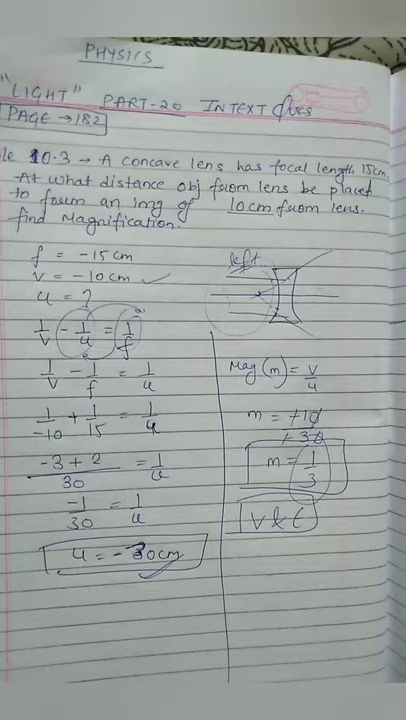 PHYSICS
"LIGHT" PART-20 INTEXT Ques
PAGE → 182
le 10.3 → A concave lens has focal length 15cm.
At what distance obj from lens be placed
to form an img of 10cm from lens.
find Magnification.
f = -15 cm
v = -10 cm ✓
u = ?
1/v - 1/u = 1/f
1/v - 1/f = 1/u
1/-10 + 1/15 = 1/u
-3 + 2/30 = 1/u
-1/30 = 1/u
u = -30cm
left
Mag (m) = v/u
m = +10/+30
m = 1/3